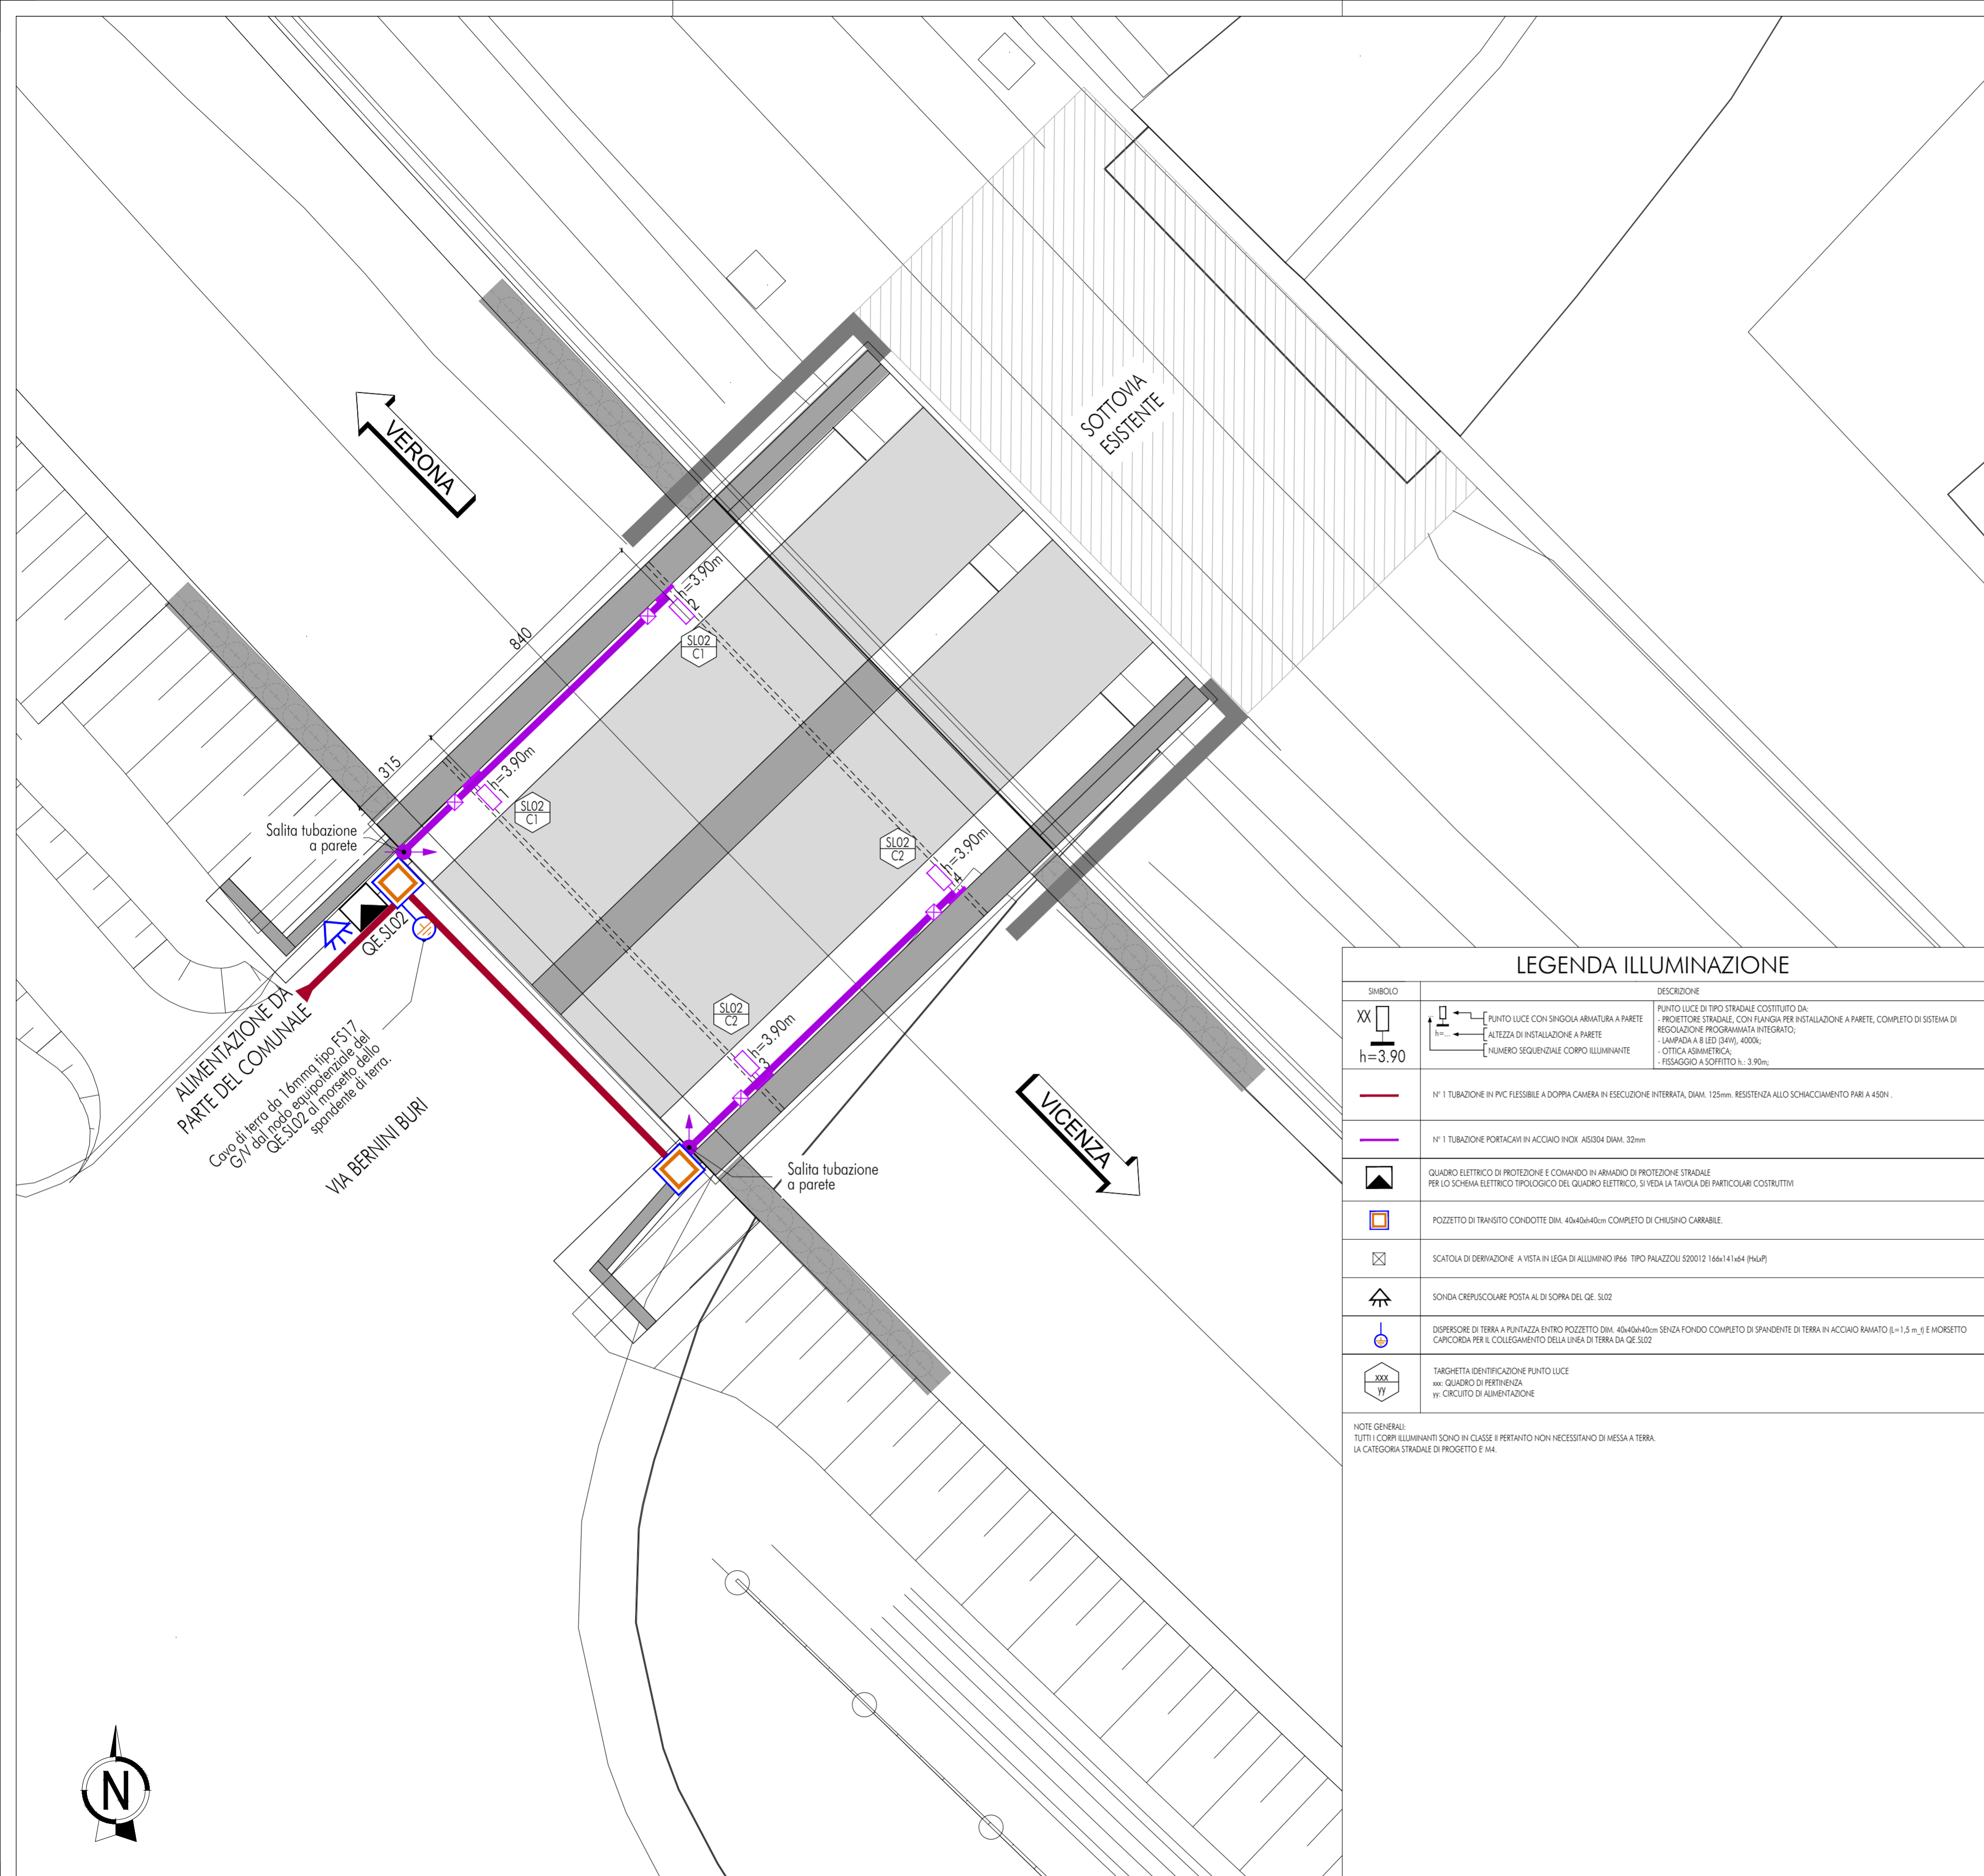 SOTTOVIA
ESISTENTE
VERONA
840
315
h=3.90m
2
SL02
C1
h=3.90m
1
SL02
C1
Salita tubazione
a parete
SL02
C2
h=3.90m
4
QE.SL02
SL02
C2
h=3.90m
3
ALIMENTAZIONE DA
PARTE DEL COMUNALE
Cavo di terra da 16mmq tipo FS17
G/V dal nodo equipotenziale del
QE.SL02 al morsetto dello
spandente di terra.
VIA BERNINI BURI
VICENZA
Salita tubazione
a parete
N
LEGENDA ILLUMINAZIONE
SIMBOLO
DESCRIZIONE
XX
h=3.90
h=...
PUNTO LUCE CON SINGOLA ARMATURA A PARETE
ALTEZZA DI INSTALLAZIONE A PARETE
NUMERO SEQUENZIALE CORPO ILLUMINANTE
PUNTO LUCE DI TIPO STRADALE COSTITUITO DA:
- PROIETTORE STRADALE, CON FLANGIA PER INSTALLAZIONE A PARETE, COMPLETO DI SISTEMA DI
REGOLAZIONE PROGRAMMATA INTEGRATO;
- LAMPADA A 8 LED (34W), 4000k;
- OTTICA ASIMMETRICA;
- FISSAGGIO A SOFFITTO h.: 3.90m;
N° 1 TUBAZIONE IN PVC FLESSIBILE A DOPPIA CAMERA IN ESECUZIONE INTERRATA, DIAM. 125mm. RESISTENZA ALLO SCHIACCIAMENTO PARI A 450N .
N° 1 TUBAZIONE PORTACAVI IN ACCIAIO INOX AISI304 DIAM. 32mm
QUADRO ELETTRICO DI PROTEZIONE E COMANDO IN ARMADIO DI PROTEZIONE STRADALE
PER LO SCHEMA ELETTRICO TIPOLOGICO DEL QUADRO ELETTRICO, SI VEDA LA TAVOLA DEI PARTICOLARI COSTRUTTIVI
POZZETTO DI TRANSITO CONDOTTE DIM. 40x40xh40cm COMPLETO DI CHIUSINO CARRABILE.
SCATOLA DI DERIVAZIONE A VISTA IN LEGA DI ALLUMINIO IP66 TIPO PALAZZOLI 520012 166x141x64 (HxLxP)
SONDA CREPUSCOLARE POSTA AL DI SOPRA DEL QE. SL02
DISPERSORE DI TERRA A PUNTAZZA ENTRO POZZETTO DIM. 40x40xh40cm SENZA FONDO COMPLETO DI SPANDENTE DI TERRA IN ACCIAIO RAMATO (L=1,5 m_t) E MORSETTO
CAPICORDA PER IL COLLEGAMENTO DELLA LINEA DI TERRA DA QE.SL02
xxx
yy
TARGHETTA IDENTIFICAZIONE PUNTO LUCE
xxx: QUADRO DI PERTINENZA
yy: CIRCUITO DI ALIMENTAZIONE
NOTE GENERALI:
TUTTI I CORPI ILLUMINANTI SONO IN CLASSE II PERTANTO NON NECESSITANO DI MESSA A TERRA.
LA CATEGORIA STRADALE DI PROGETTO E' M4.